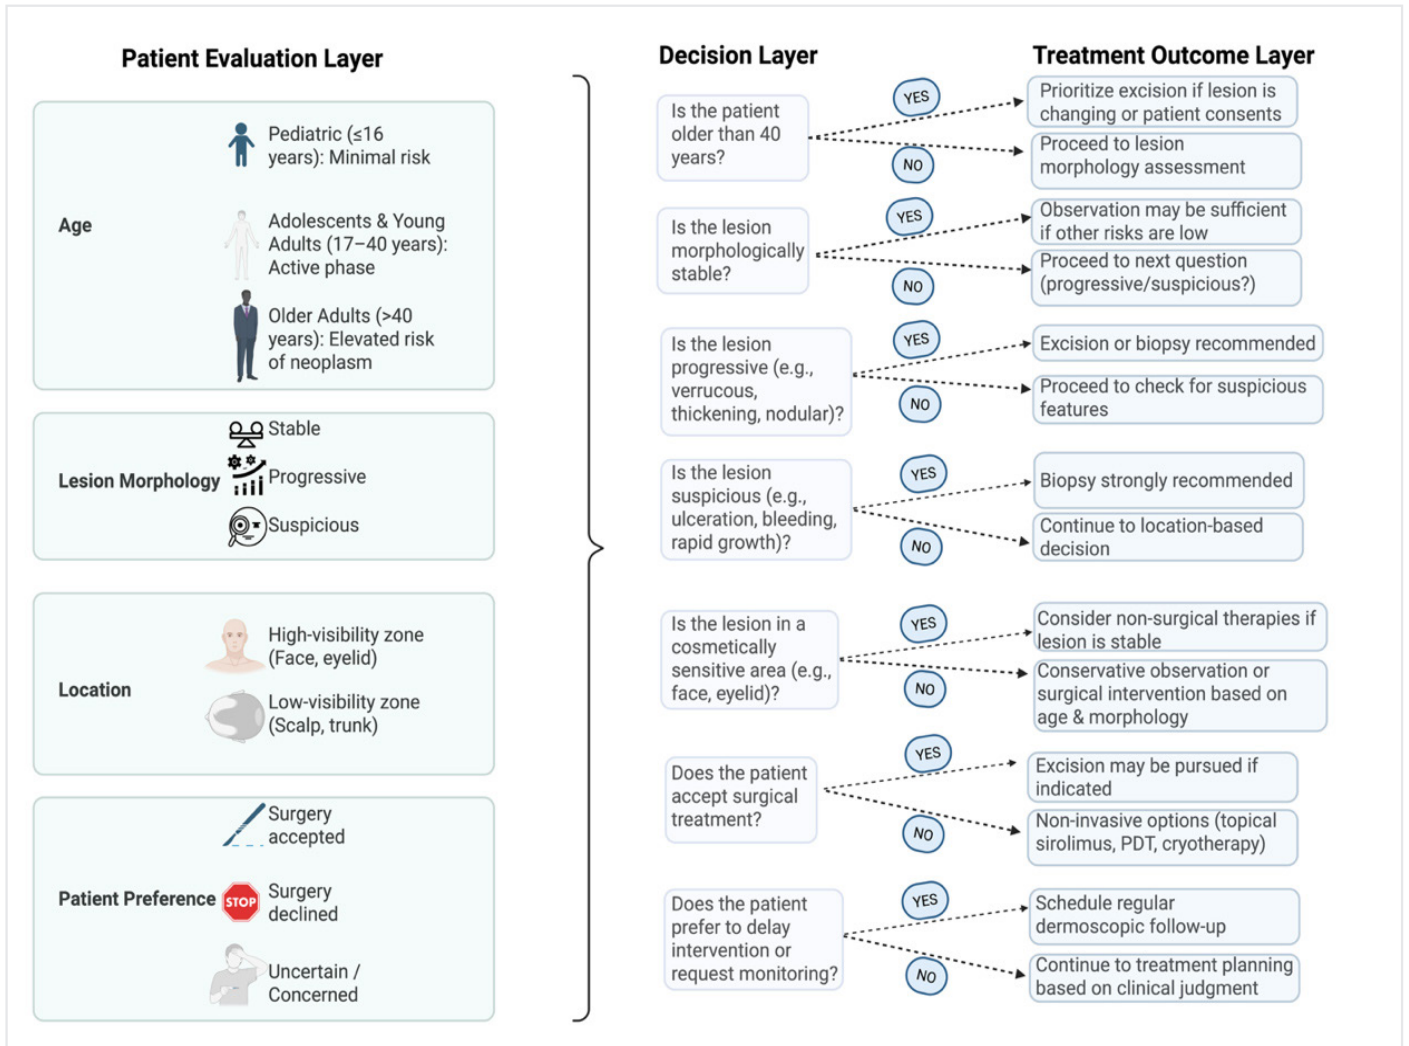 Patient Evaluation Layer
Age
Pediatric (≤16
years): Minimal risk
Adolescents & Young
Adults (17–40 years):
Active phase
Older Adults (>40
years): Elevated risk
of neoplasm
Lesion Morphology
Stable
Progressive
Suspicious
Location
High-visibility zone
(Face, eyelid)
Low-visibility zone
(Scalp, trunk)
Patient Preference
Surgery
accepted
STOP
Surgery
declined
Uncertain /
Concerned
Decision Layer
Treatment Outcome Layer
Is the patient
older than 40
years?
YES
Prioritize excision if lesion is
changing or patient consents
NO
Proceed to lesion
morphology assessment
Is the lesion
morphologically
stable?
YES
Observation may be sufficient
if other risks are low
NO
Proceed to next question
(progressive/suspicious?)
Is the lesion
progressive (e.g.,
verrucous,
thickening, nodular)?
YES
Excision or biopsy recommended
NO
Proceed to check for suspicious
features
Is the lesion
suspicious (e.g.,
ulceration, bleeding,
rapid growth)?
YES
Biopsy strongly recommended
NO
Continue to location-based
decision
Is the lesion in a
cosmetically
sensitive area (e.g.,
face, eyelid)?
YES
Consider non-surgical therapies if
lesion is stable
NO
Conservative observation or
surgical intervention based on
age & morphology
Does the patient
accept surgical
treatment?
YES
Excision may be pursued if
indicated
NO
Non-invasive options (topical
sirolimus, PDT, cryotherapy)
Does the patient
prefer to delay
intervention or
request monitoring?
YES
Schedule regular
dermoscopic follow-up
NO
Continue to treatment planning
based on clinical judgment